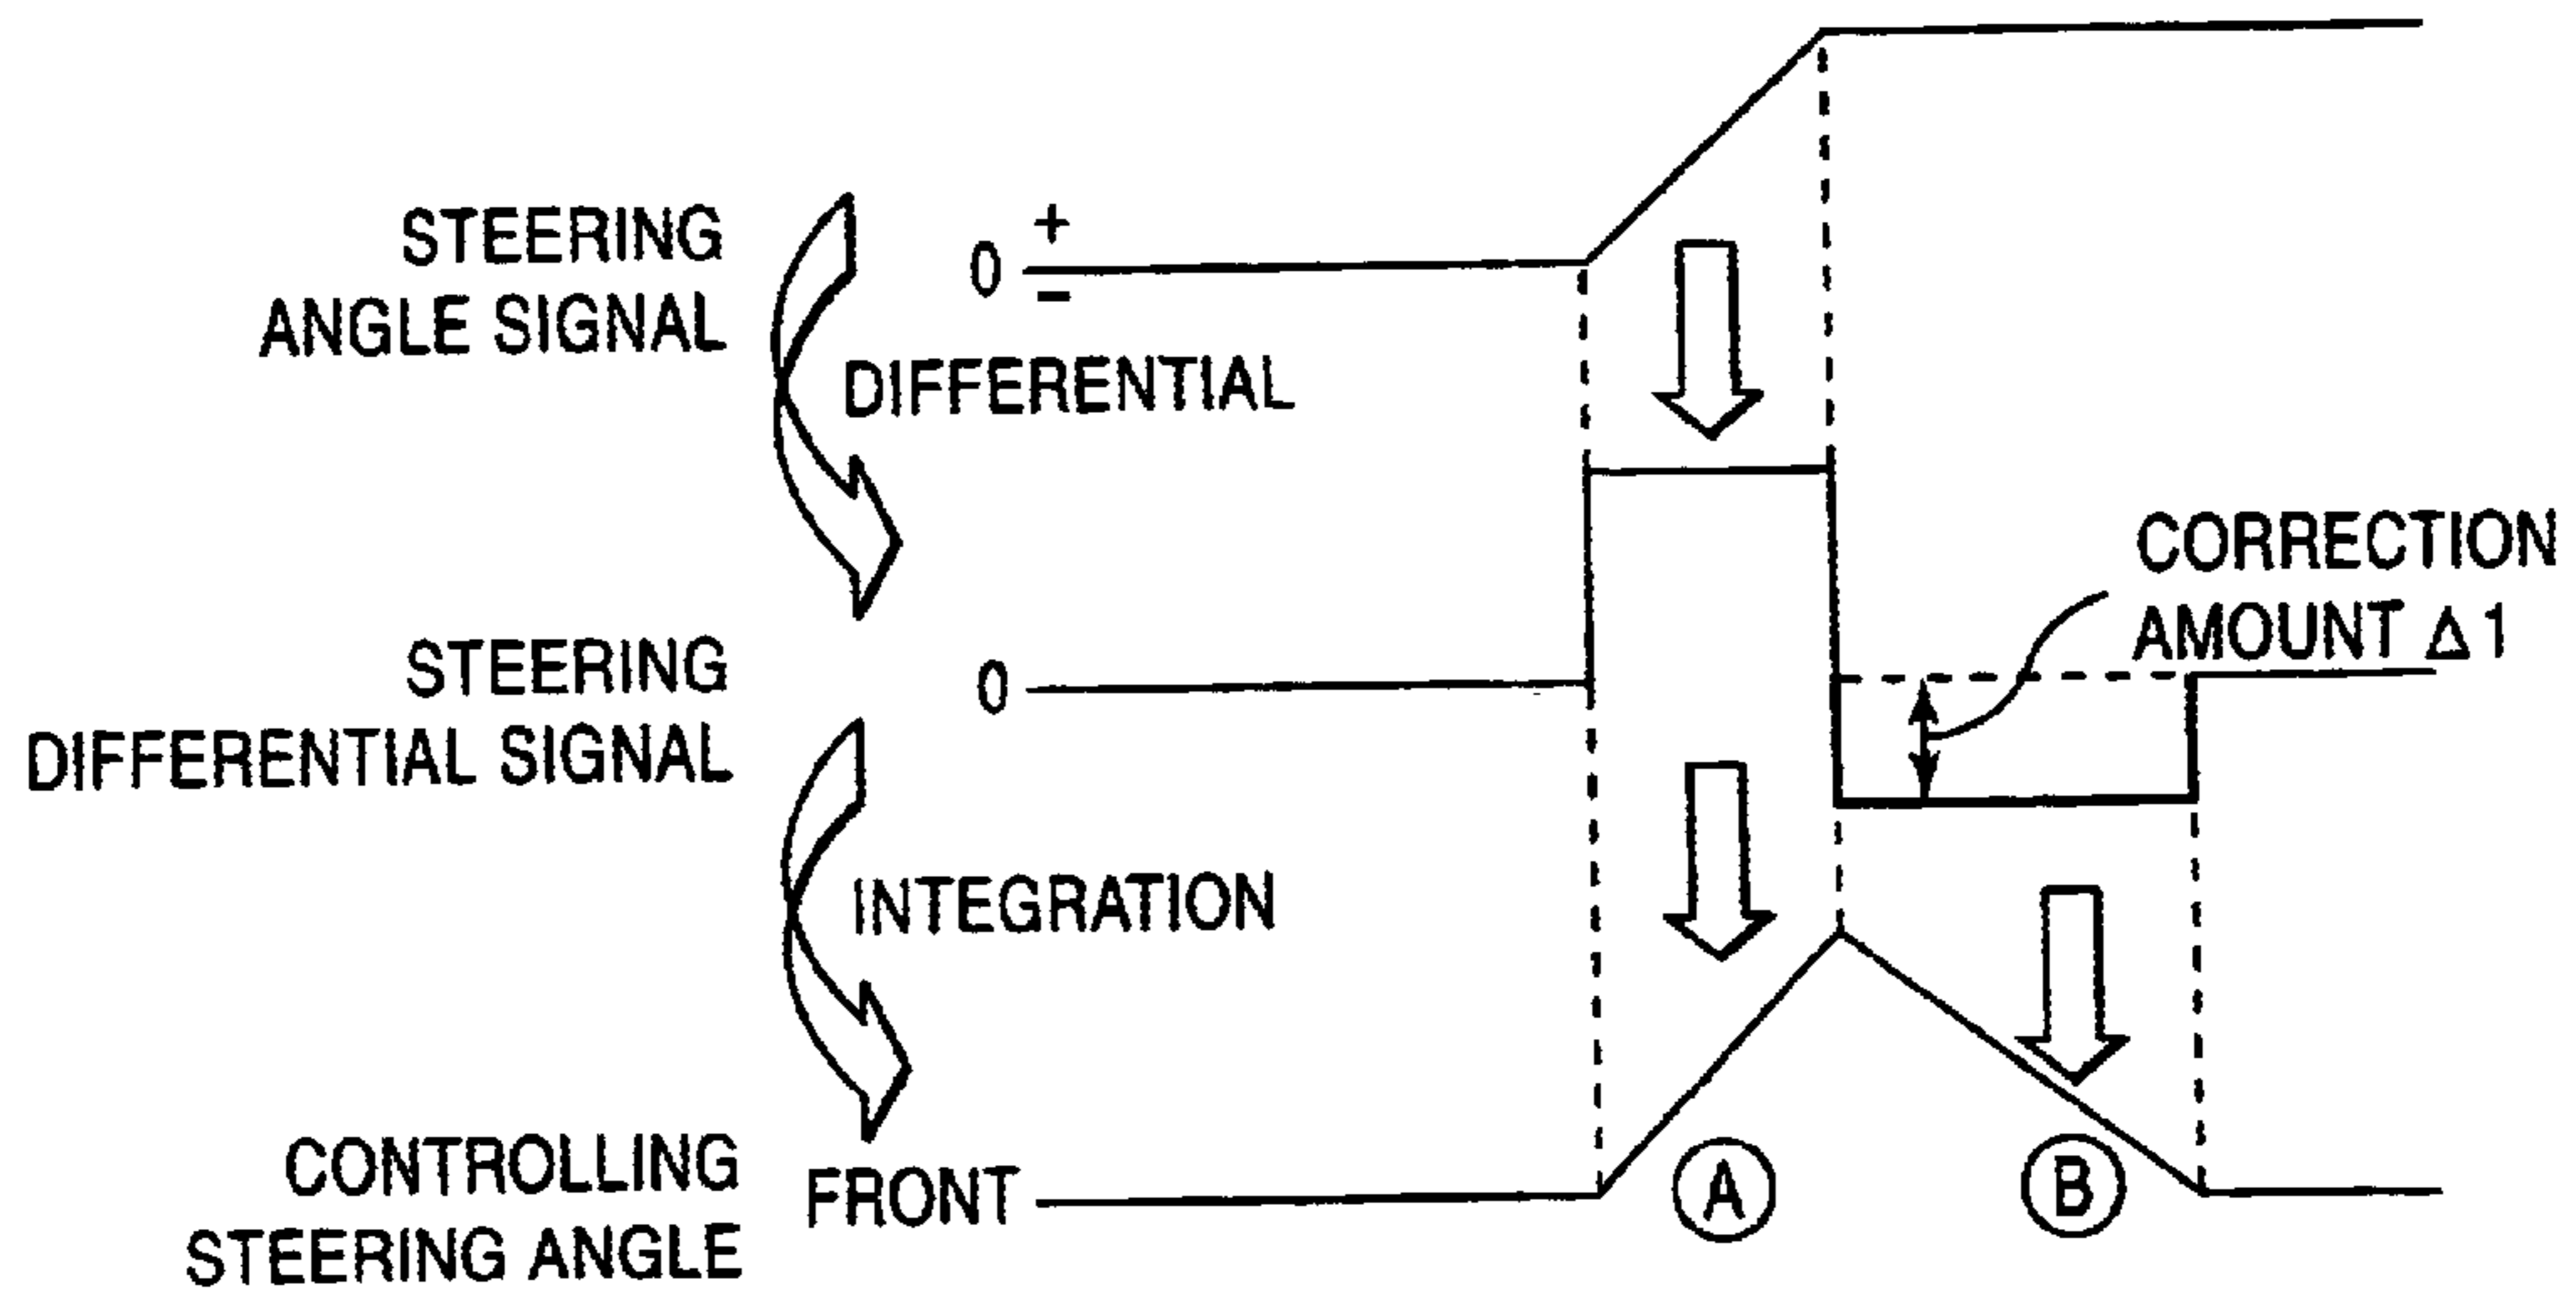 STEERING
ANGLE SIGNAL
0
+
−
DIFFERENTIAL
CORRECTION
AMOUNT Δ1
STEERING
DIFFERENTIAL SIGNAL
0
INTEGRATION
CONTROLLING
STEERING ANGLE
FRONT
A
B